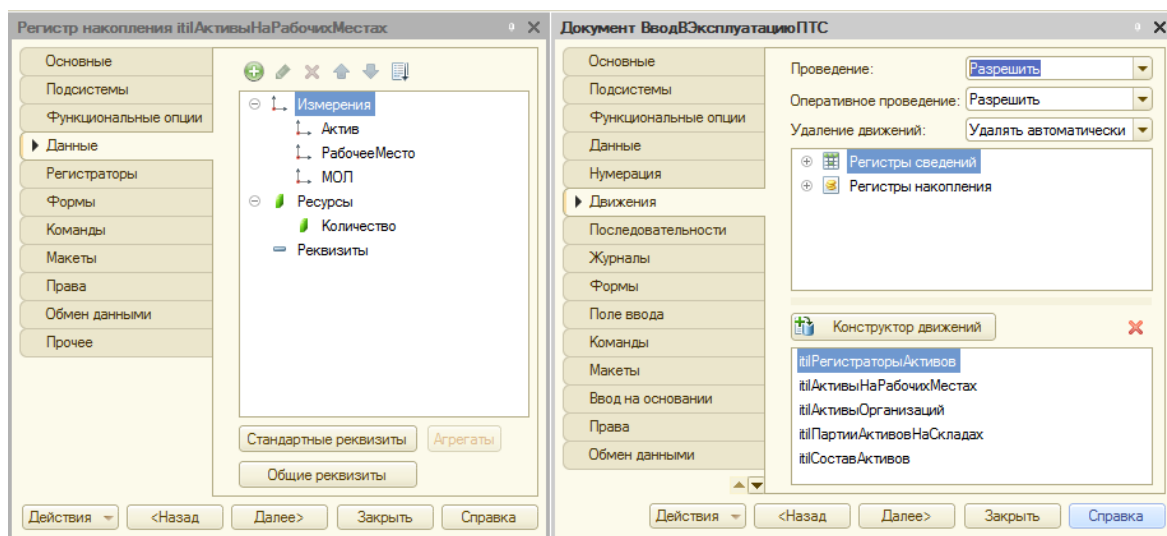 Регистр накопления itilАктивыНаРабочихМестах
Основные
Подсистемы
Функциональные опции
Данные
Регистраторы
Формы
Команды
Макеты
Права
Обмен данными
Прочее
Измерения
Актив
РабочееМесто
МОЛ
Ресурсы
Количество
Реквизиты
Стандартные реквизиты
Агрегаты
Общие реквизиты
Действия
<Назад
Далее>
Закрыть
Справка
Документ ВводВЭксплуатациюПТС
Основные
Подсистемы
Функциональные опции
Данные
Нумерация
Движения
Последовательности
Журналы
Формы
Поле ввода
Команды
Макеты
Ввод на основании
Права
Обмен данными
Проведение: Разрешить
Оперативное проведение: Разрешить
Удаление движений: Удалять автоматически
Регистры сведений
Регистры накопления
Конструктор движений
itilРегистраторыАктивов
itilАктивыНаРабочихМестах
itilАктивыОрганизаций
itilПартииАктивовНаСкладах
itilСоставАктивов
Действия
<Назад
Далее>
Закрыть
Справка